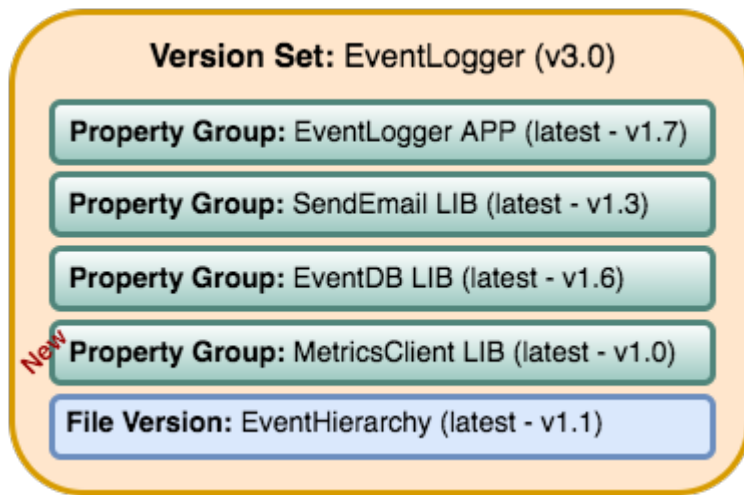 Version Set: EventLogger (v3.0)
Property Group: EventLogger APP (latest - v1.7)
Property Group: SendEmail LIB (latest - v1.3)
Property Group: EventDB LIB (latest - v1.6)
New
Property Group: MetricsClient LIB (latest - v1.0)
File Version: EventHierarchy (latest - v1.1)